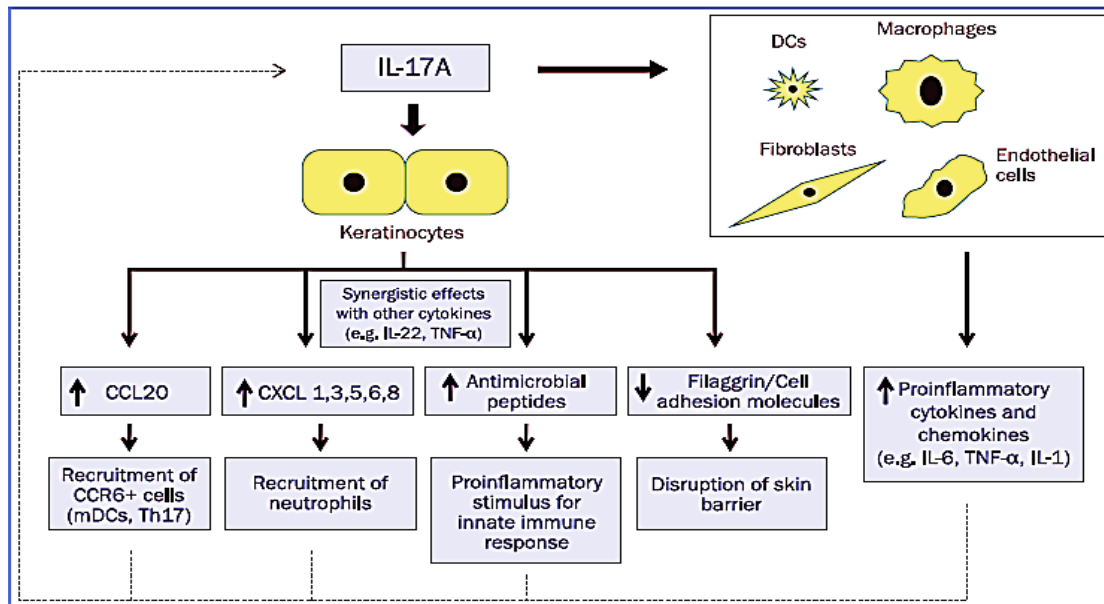 IL-17A
DCs
Macrophages
Fibroblasts
Endothelial
cells
Keratinocytes
Synergistic effects
with other cytokines
(e.g. IL-22, TNF-α)
CCL20
CXCL 1,3,5,6,8
Antimicrobial
peptides
Filaggrin/Cell
adhesion molecules
Proinflammatory
cytokines and
chemokines
(e.g. IL-6, TNF-α, IL-1)
Recruitment of
CCR6+ cells
(mDCs, Th17)
Recruitment of
neutrophils
Proinflammatory
stimulus for
innate immune
response
Disruption of skin
barrier